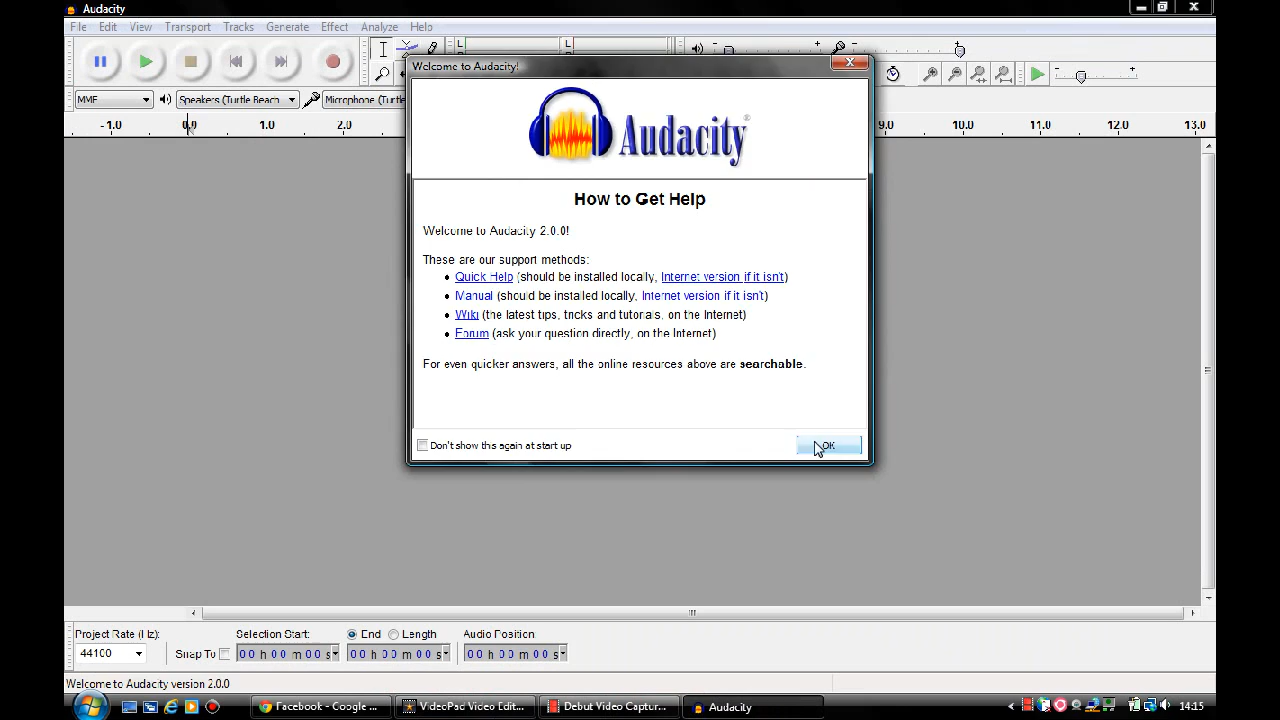 Audacity
File Edit View Transport Tracks Generate Effect Analyze Help
L L
R
Welcome to Audacity!
MME Speakers (Turtle Beach Microphone (Turtle
-1.0 0.0 1.0 2.0 9.0 10.0 11.0 12.0 13.0
Audacity®
How to Get Help
Welcome to Audacity 2.0.0!
These are our support methods:
Quick Help (should be installed locally, Internet version if it isn't)
Manual (should be installed locally, Internet version if it isn't)
Wiki (the latest tips, tricks and tutorials, on the Internet)
Forum (ask your question directly, on the Internet)
For even quicker answers, all the online resources above are searchable.
Don't show this again at start up OK
Project Rate (Hz): Selection Start: End Length Audio Position:
44100 Snap To 00 h 00 m 00 s 00 h 00 m 00 s 00 h 00 m 00 s
Welcome to Audacity version 2.0.0
Facebook - Google ... VideoPad Video Edit... Debut Video Captur... Audacity 14:15